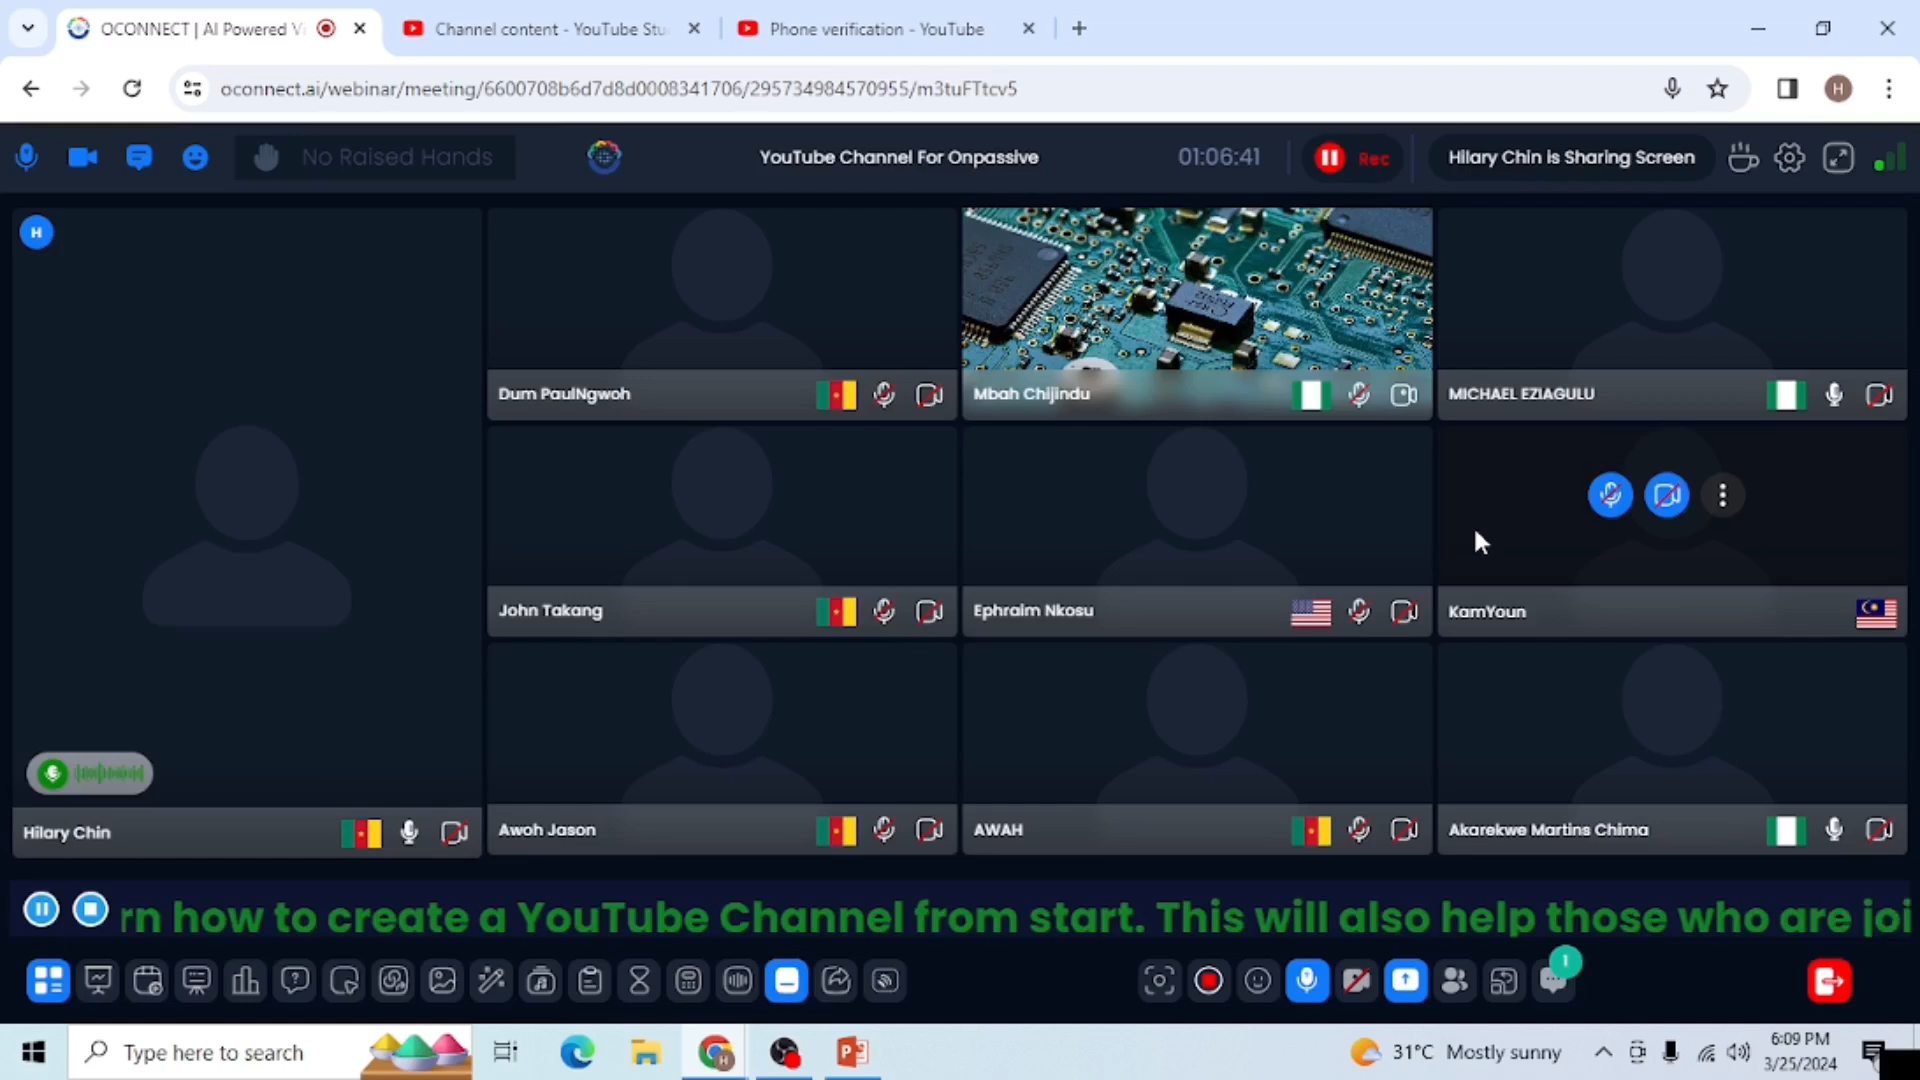 OCONNECT | AI Powered Vi
Channel content - YouTube Stu
Phone verification - YouTube
oconnect.ai/webinar/meeting/6600708b6d7d8d0008341706/295734984570955/m3tuFTtcv5
H
No Raised Hands
YouTube Channel For Onpassive
01:06:41
Rec
Hilary Chin is Sharing Screen
H
Dum PaulNgwoh
Mbah Chijindu
MICHAEL EZIAGULU
John Takang
Ephraim Nkosu
KamYoun
Hilary Chin
Awoh Jason
AWAH
Akarekwe Martins Chima
rn how to create a YouTube Channel from start. This will also help those who are joi
1
Type here to search
31°C Mostly sunny
6:09 PM
3/25/2024